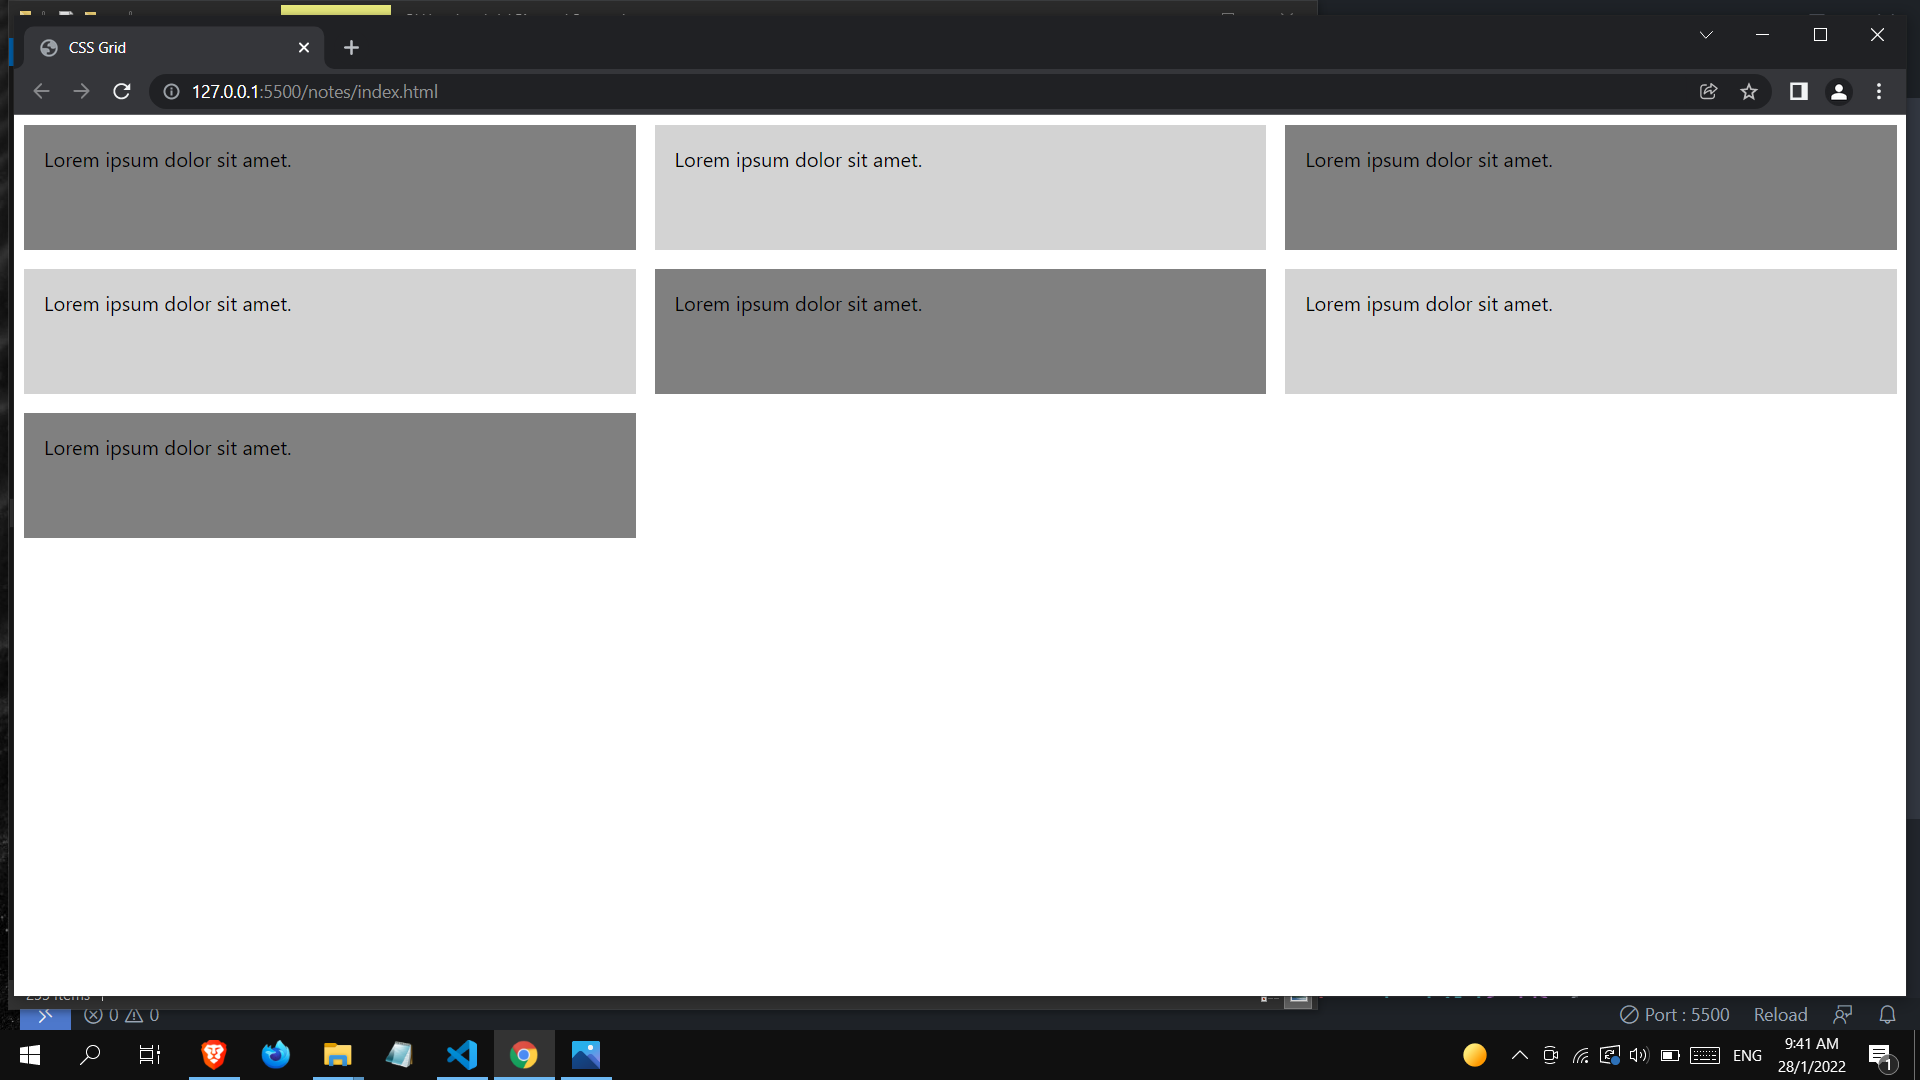 CSS Grid
127.0.0.1:5500/notes/index.html
Lorem ipsum dolor sit amet.
Lorem ipsum dolor sit amet.
Lorem ipsum dolor sit amet.
Lorem ipsum dolor sit amet.
Lorem ipsum dolor sit amet.
Lorem ipsum dolor sit amet.
Lorem ipsum dolor sit amet.
0 0
Port : 5500
Reload
ENG
9:41 AM
28/1/2022
1